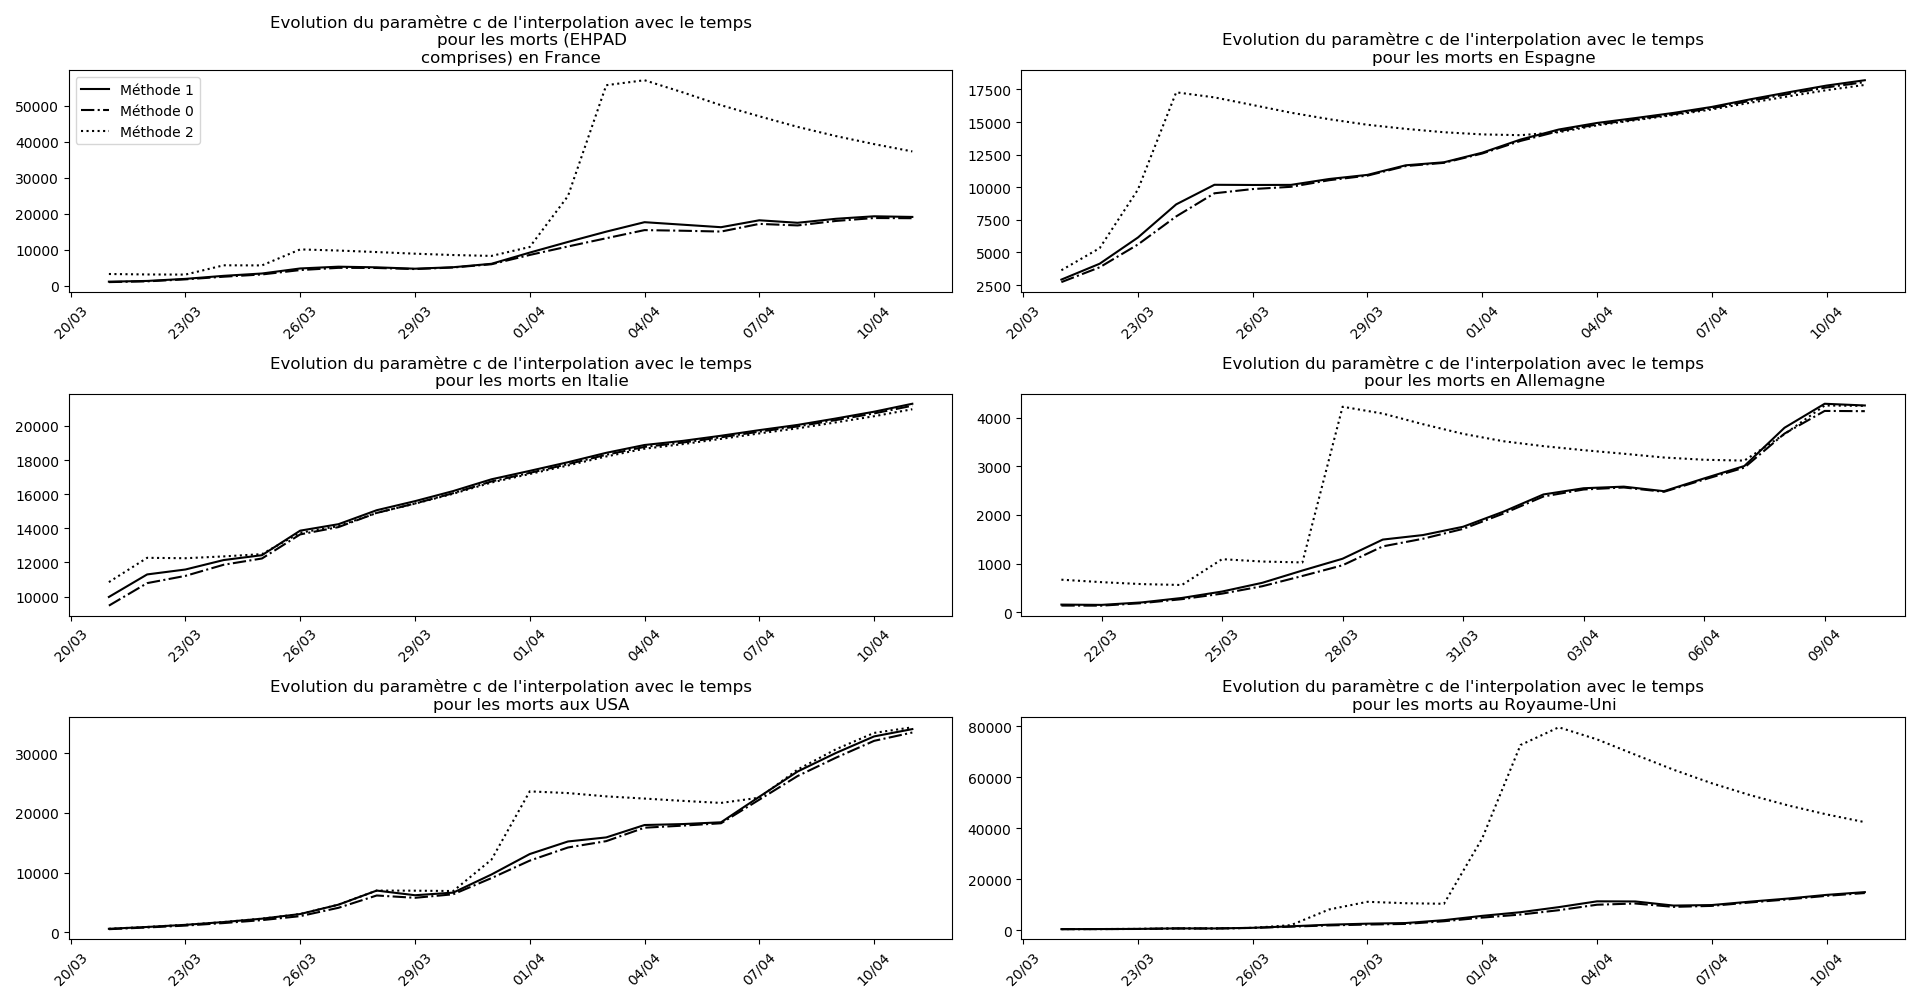 Evolution du paramètre c de l'interpolation avec le temps
pour les morts (EHPAD
comprises) en France
Méthode 1
Méthode 0
Méthode 2
50000
40000
30000
20000
10000
0
20/03 23/03 26/03 29/03 01/04 04/04 07/04 10/04
Evolution du paramètre c de l'interpolation avec le temps
pour les morts en Espagne
17500
15000
12500
10000
7500
5000
2500
20/03 23/03 26/03 29/03 01/04 04/04 07/04 10/04
Evolution du paramètre c de l'interpolation avec le temps
pour les morts en Italie
20000
18000
16000
14000
12000
10000
20/03 23/03 26/03 29/03 01/04 04/04 07/04 10/04
Evolution du paramètre c de l'interpolation avec le temps
pour les morts en Allemagne
4000
3000
2000
1000
0
22/03 25/03 28/03 31/03 03/04 06/04 09/04
Evolution du paramètre c de l'interpolation avec le temps
pour les morts aux USA
30000
20000
10000
0
20/03 23/03 26/03 29/03 01/04 04/04 07/04 10/04
Evolution du paramètre c de l'interpolation avec le temps
pour les morts au Royaume-Uni
80000
60000
40000
20000
0
20/03 23/03 26/03 29/03 01/04 04/04 07/04 10/04